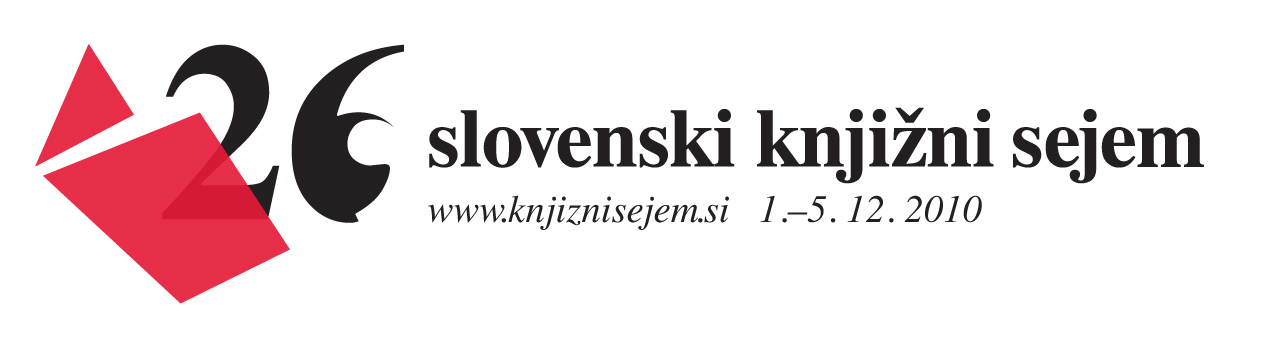 26
slovenski knjižni sejem
www.knjiznisejem.si 1.–5. 12. 2010